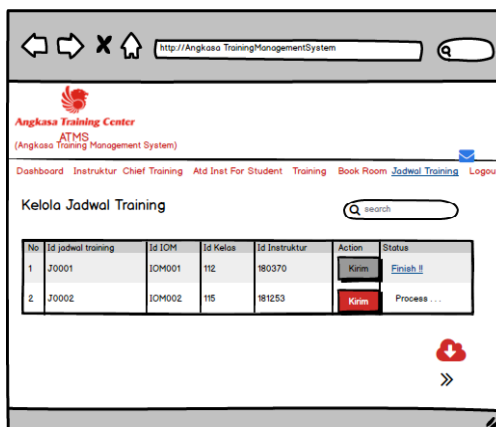 http://Angkasa TrainingManagementSystem
Angkasa Training Center
ATMS
(Angkasa Training Management System)
Dashboard Instruktur Chief Training Atd Inst For Student Training Book Room Jadwal Training Logou
Kelola Jadwal Training
search
No Id jadwal training Id IOM Id Kelas Id Instruktur Action Status
1 J0001 IOM001 112 180370 Kirim Finish !!
2 J0002 IOM002 115 181253 Kirim Process . . .